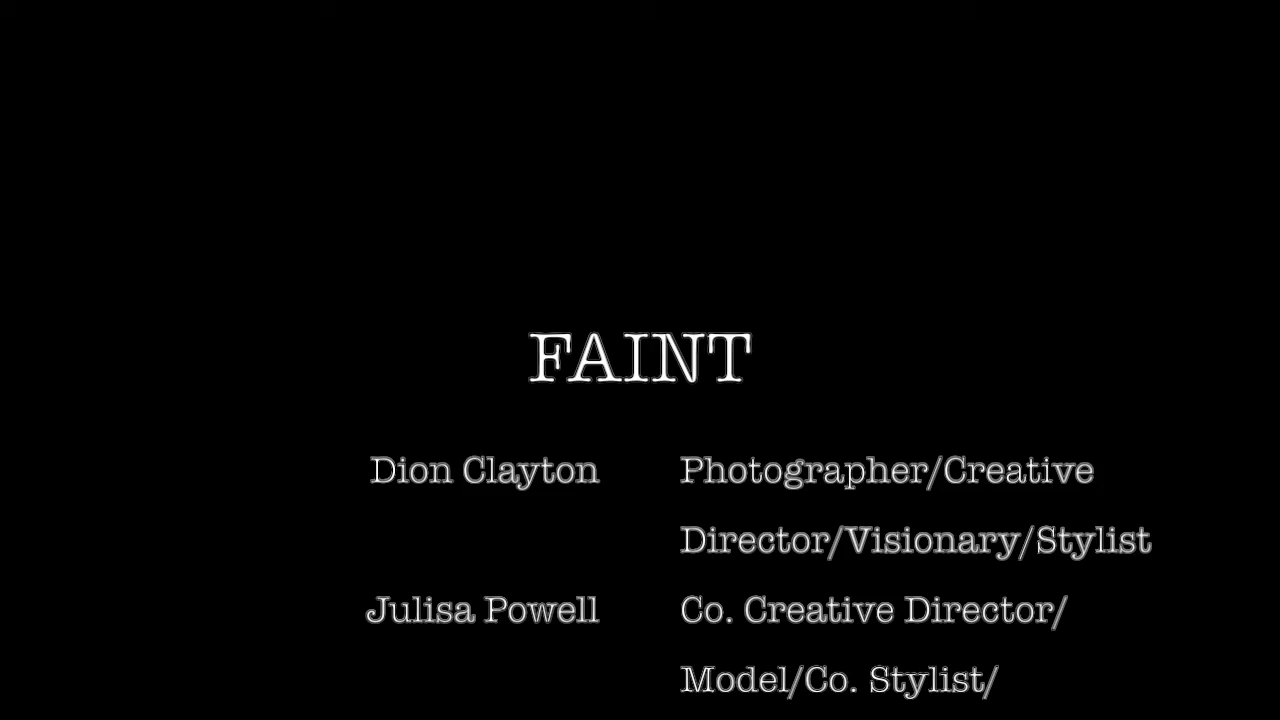 FAINT
Dion Clayton Photographer/Creative
Director/Visionary/Stylist
Julisa Powell Co. Creative Director/
Model/Co. Stylist/